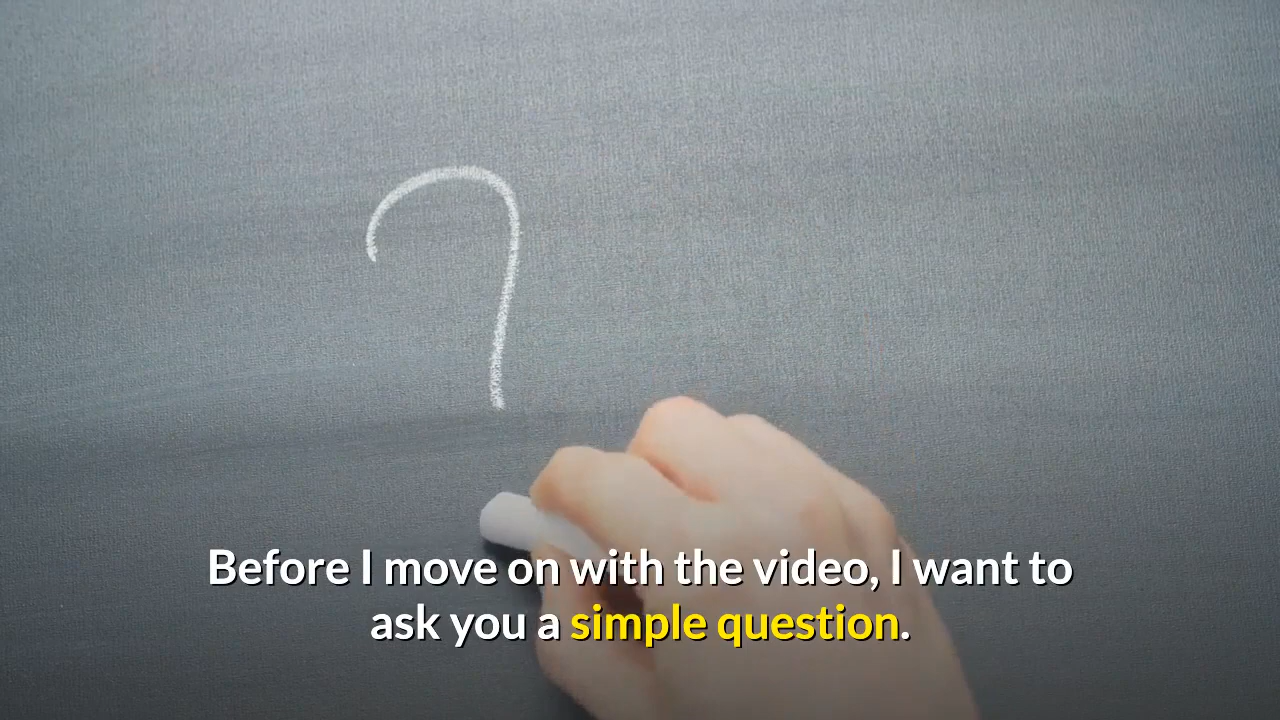 ?
Before I move on with the video, I want to
ask you a simple question.